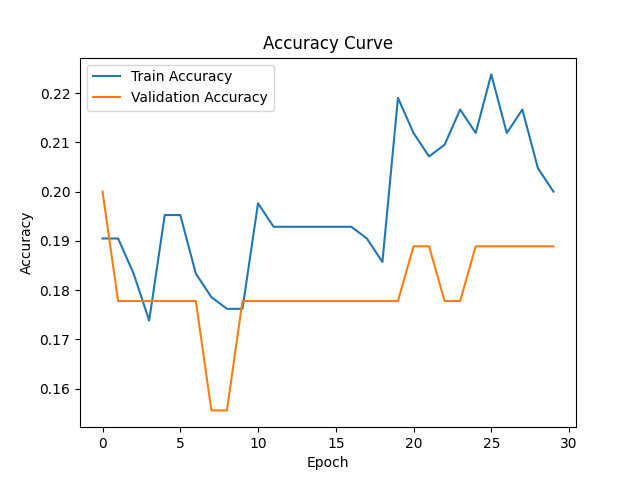 Accuracy Curve
Train Accuracy
Validation Accuracy
0.22
0.21
0.20
0.19
0.18
0.17
0.16
Accuracy
0 5 10 15 20 25 30
Epoch